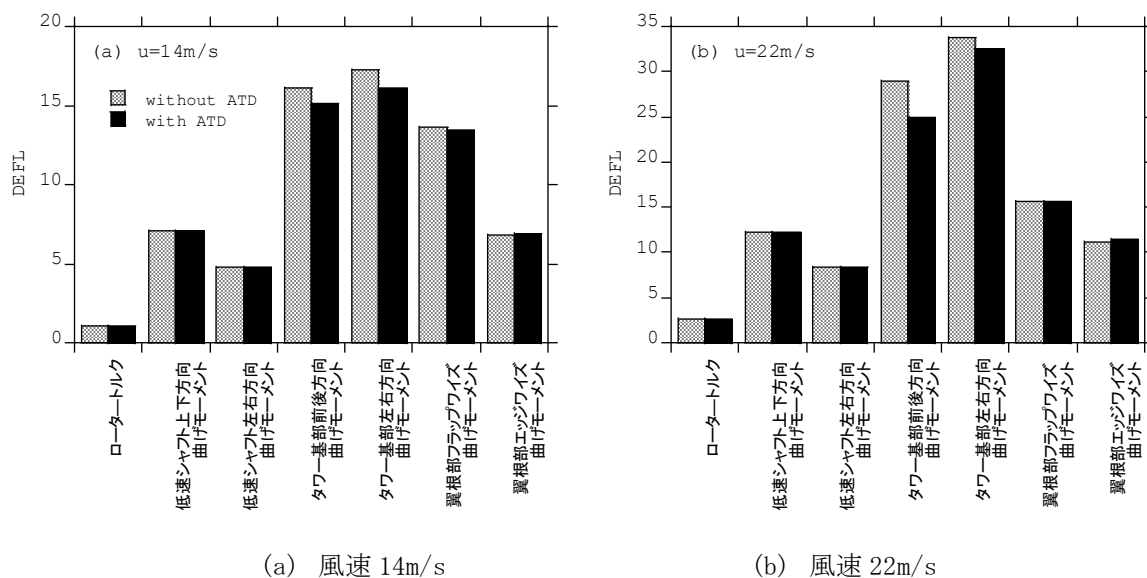 20
15
10
5
0
DEFL
(a) u=14m/s
without ATD
with ATD
ロータートルク
低速シャフト上下方向
曲げモーメント
低速シャフト左右方向
曲げモーメント
タワー基部前後方向
曲げモーメント
タワー基部左右方向
曲げモーメント
翼根部フラップワイズ
曲げモーメント
翼根部エッジワイズ
曲げモーメント
(a) 風速 14m/s
35
30
25
20
15
10
5
0
DEFL
(b) u=22m/s
ロータートルク
低速シャフト上下方向
曲げモーメント
低速シャフト左右方向
曲げモーメント
タワー基部前後方向
曲げモーメント
タワー基部左右方向
曲げモーメント
翼根部フラップワイズ
曲げモーメント
翼根部エッジワイズ
曲げモーメント
(b) 風速 22m/s